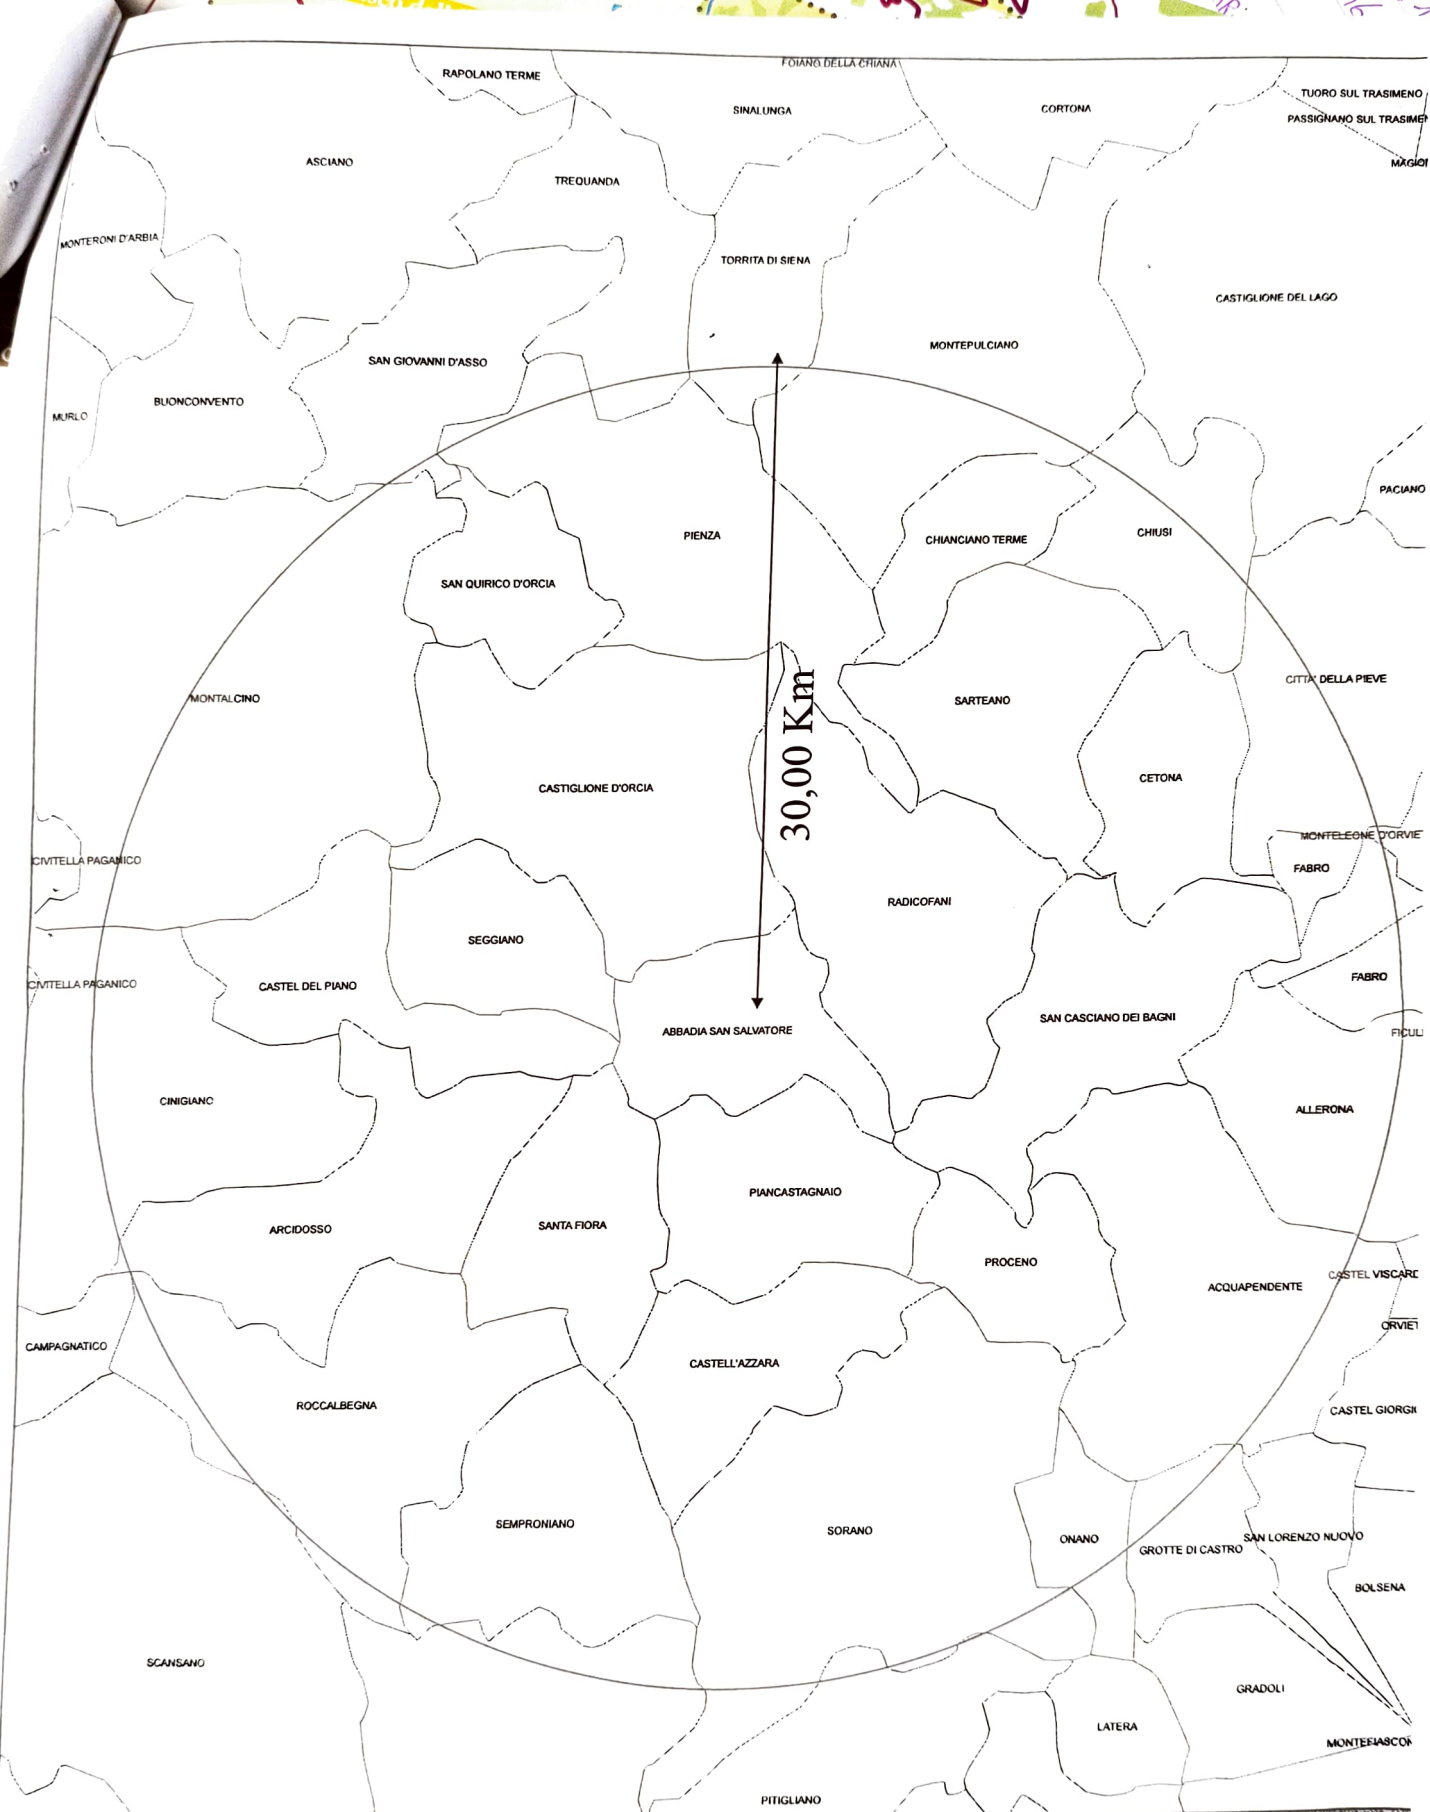 FOIANO DELLA CHIANA
RAPOLANO TERME
TUORO SUL TRASIMENO
SINALUNGA
CORTONA
PASSIGNANO SUL TRASIME
ASCIANO
MAGIO
TREQUANDA
MONTERONI D'ARBIA
TORRITA DI SIENA
CASTIGLIONE DEL LAGO
MONTEPULCIANO
SAN GIOVANNI D'ASSO
BUONCONVENTO
MURLO
PACIANO
PIENZA
CHIANCIANO TERME
CHIUSI
SAN QUIRICO D'ORCIA
CITTA' DELLA PIEVE
MONTALCINO
SARTEANO
30,00 Km
CASTIGLIONE D'ORCIA
CETONA
MONTELEONE D'ORVIE
CIVITELLA PAGANICO
FABRO
RADICOFANI
SEGGIANO
FABRO
CIVITELLA PAGANICO
CASTEL DEL PIANO
SAN CASCIANO DEI BAGNI
ABBADIA SAN SALVATORE
FICUL
CINIGIANO
ALLERONA
PIANCASTAGNAIO
SANTA FIORA
ARCIDOSSO
PROCENO
CASTEL VISCARD
ACQUAPENDENTE
ORVIET
CAMPAGNATICO
CASTELL'AZZARA
ROCCALBEGNA
CASTEL GIORGI
SEMPRONIANO
SORANO
ONANO
SAN LORENZO NUOVO
GROTTE DI CASTRO
BOLSENA
SCANSANO
GRADOLI
LATERA
MONTEFIASCON
PITIGLIANO